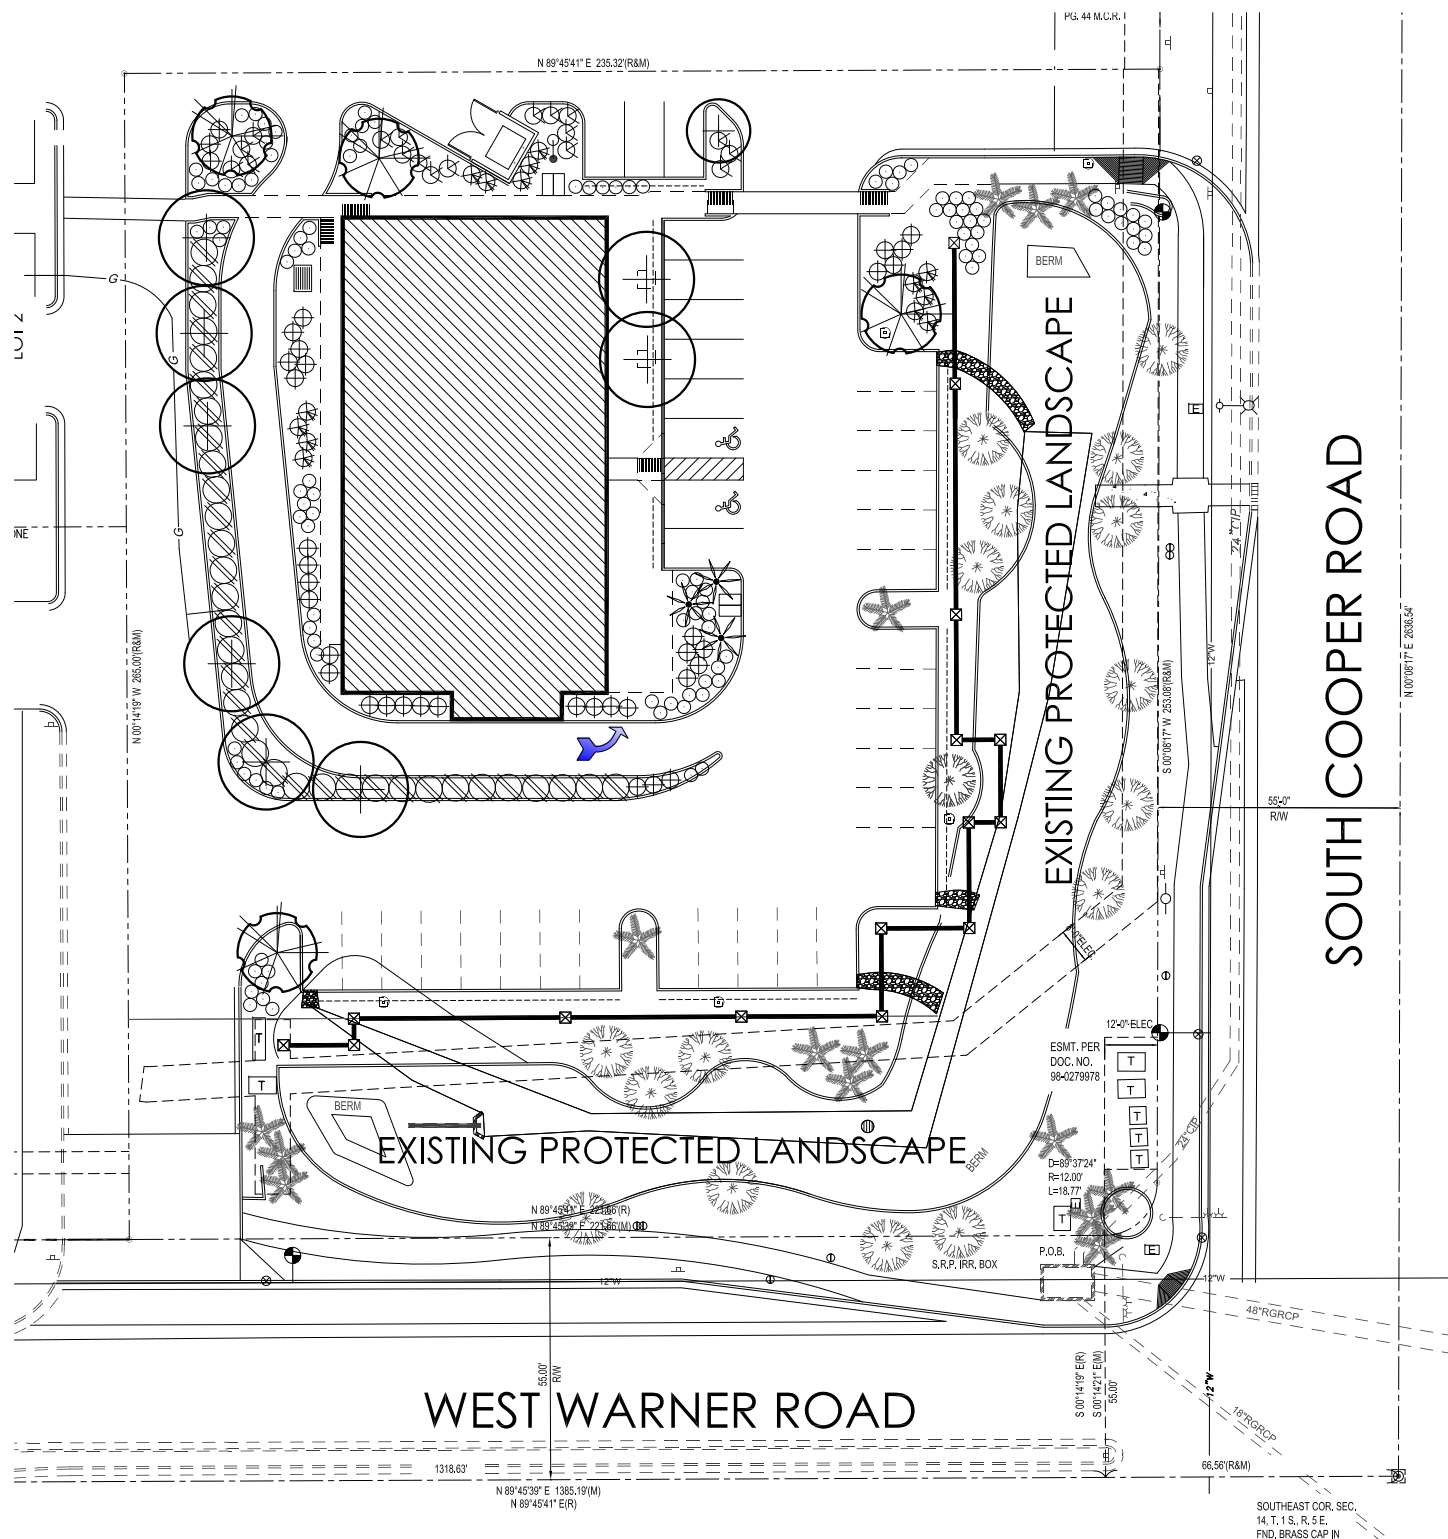 PG. 44 M.C.R.
N 89°45'41" E 235.32'(R&M)
BERM
G
G
G
LOT 2
EXISTING PROTECTED LANDSCAPE
E
24"CIP
SOUTH COOPER ROAD
N 00°08'17" E 2636.54'
12"W
S 00°08'17" W 253.08'(R&M)
N 00°14'19" W 265.00'(R&M)
55'-0"
R/W
12'-0" ELEC
ESMT. PER
DOC. NO.
98-0279978
T
T
T
T
T
T
T
BERM
EXISTING PROTECTED LANDSCAPE
BERM
24"CIP
D=89°37'24"
R=12.00'
L=18.77'
E
T
N 89°45'41" E 221.66'(R)
N 89°45'39" E 221.66'(M)
P.O.B.
E
S.R.P. IRR. BOX
12"W
12"W
48"RGRCP
55.00'
R/W
S 00°14'19" E(R)
S 00°14'21" E(M)
55.00'
12"W
18"RGRCP
WEST WARNER ROAD
1318.63'
66.56'(R&M)
N 89°45'39" E 1385.19'(M)
N 89°45'41" E(R)
SOUTHEAST COR. SEC.
14, T. 1 S., R. 5 E.
FND. BRASS CAP IN